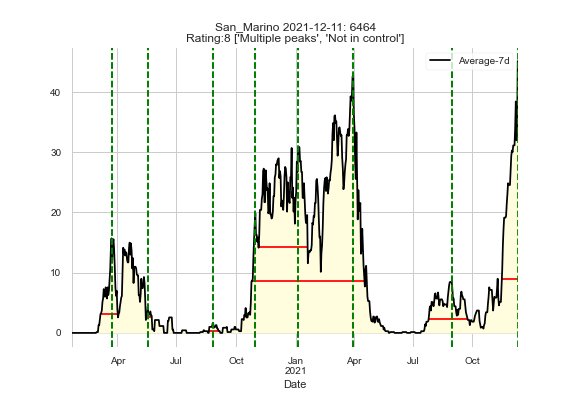 San_Marino 2021-12-11: 6464
Rating:8 ['Multiple peaks', 'Not in control']
Average-7d
40
30
20
10
0
Apr Jul Oct Jan Apr Jul Oct
2021
Date